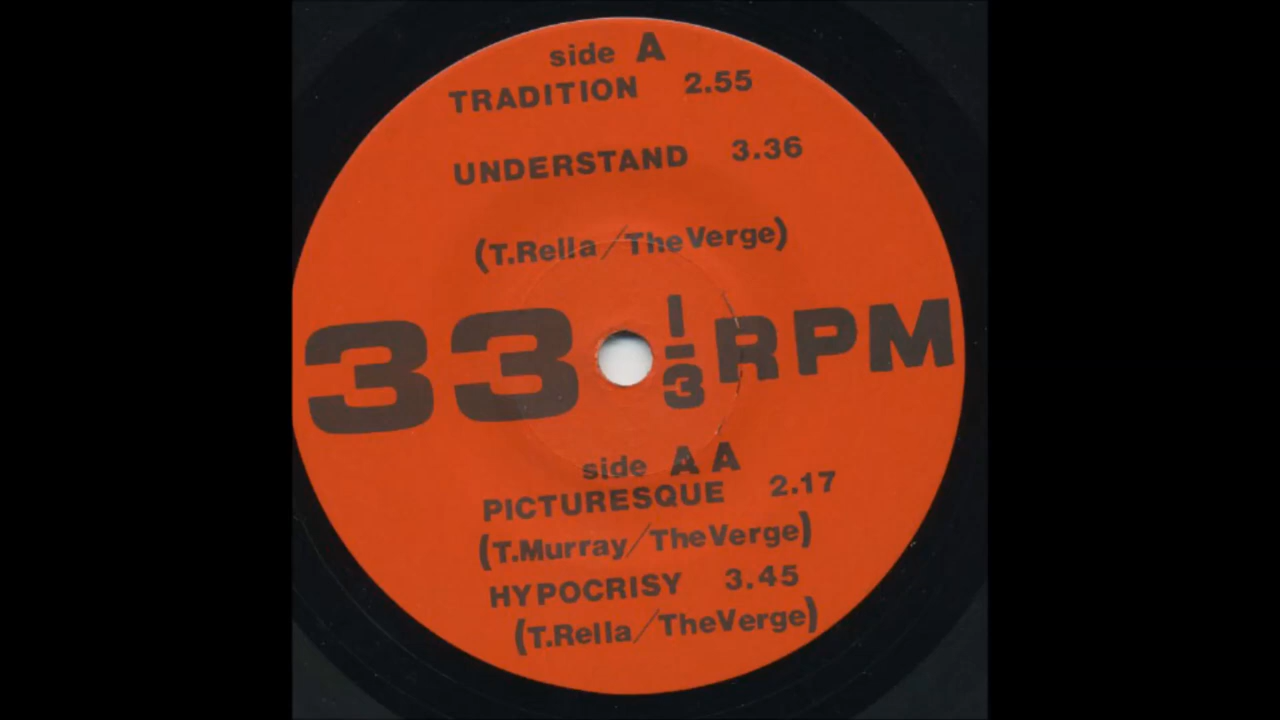 side A
TRADITION 2.55
UNDERSTAND 3.36
(T.Rella/The Verge)
33 1/3 RPM
side AA
PICTURESQUE 2.17
(T.Murray/The Verge)
HYPOCRISY 3.45
(T.Rella/The Verge)